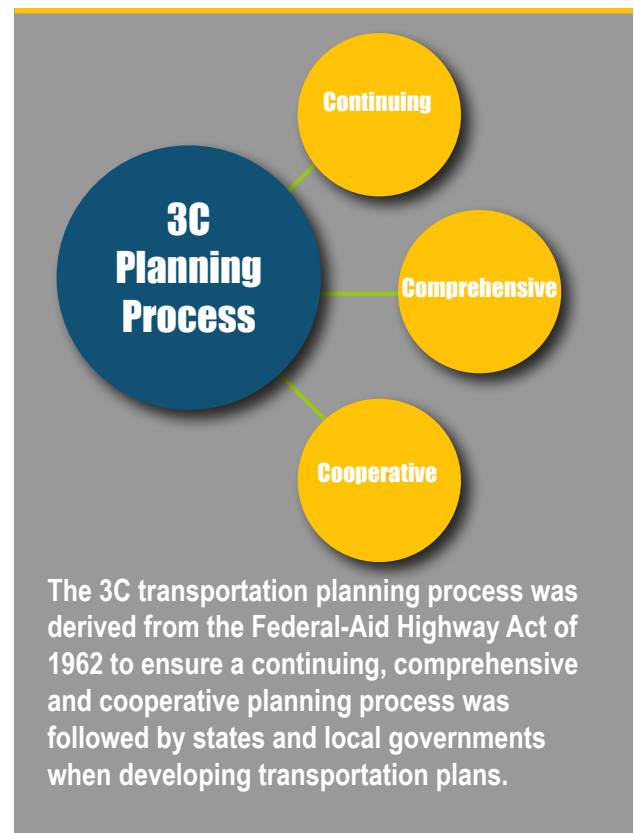 Continuing
3C
Planning
Process
Comprehensive
Cooperative
The 3C transportation planning process was
derived from the Federal-Aid Highway Act of
1962 to ensure a continuing, comprehensive
and cooperative planning process was
followed by states and local governments
when developing transportation plans.